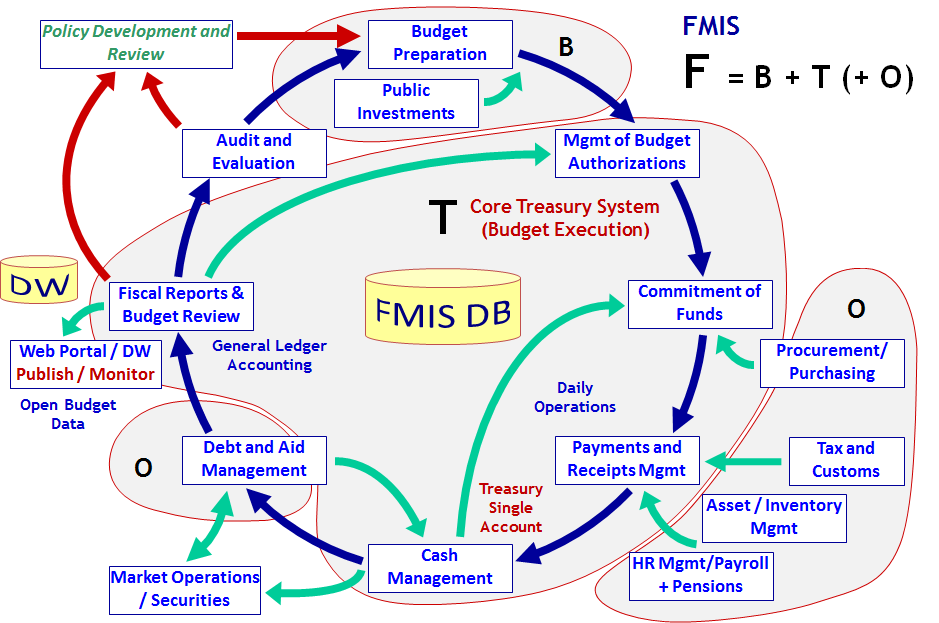 Policy Development and
Review
Budget
Preparation
B
FMIS
F = B + T (+ O)
Public
Investments
Audit and
Evaluation
Mgmt of Budget
Authorizations
T
Core Treasury System
(Budget Execution)
DW
Fiscal Reports &
Budget Review
FMIS DB
Commitment of
Funds
O
Web Portal / DW
Publish / Monitor
General Ledger
Accounting
Procurement/
Purchasing
Open Budget
Data
Daily
Operations
O
Debt and Aid
Management
Payments and
Receipts Mgmt
Tax and
Customs
Treasury
Single
Account
Asset / Inventory
Mgmt
Market Operations
/ Securities
Cash
Management
HR Mgmt/Payroll
+ Pensions